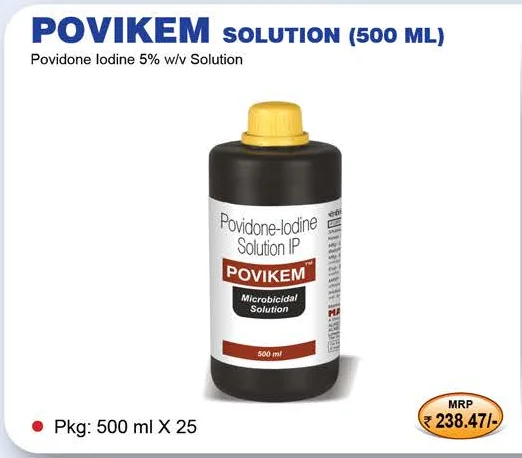 POVIKEM SOLUTION (500 ML)
Povidone Iodine 5% w/v Solution
Povidone-Iodine
Solution IP
POVIKEM™
Microbicidal
Solution
500 ml
Pkg: 500 ml X 25
MRP
₹ 238.47/-